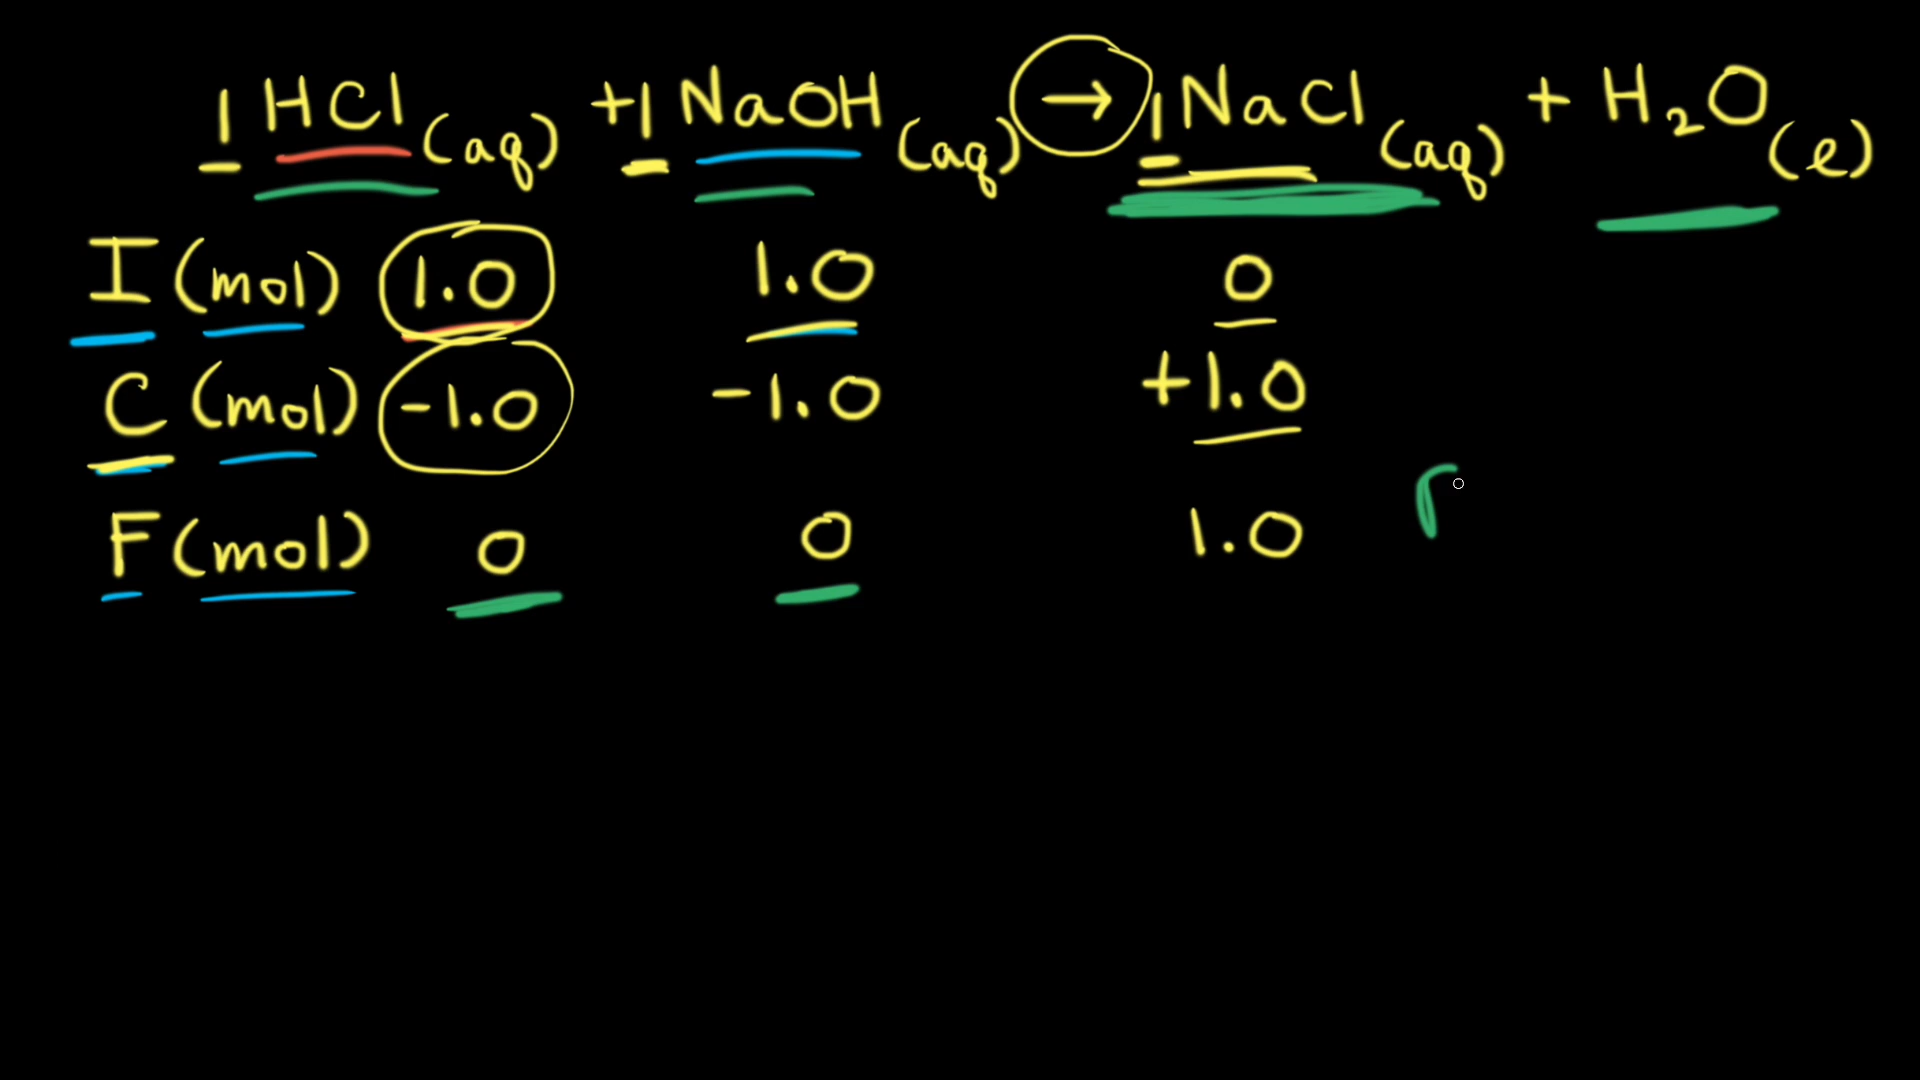 1 HCl (aq) + 1 NaOH (aq) → 1 NaCl (aq) + H₂O (l)
I (mol) 1.0 1.0 0
C (mol) -1.0 -1.0 +1.0
F (mol) 0 0 1.0